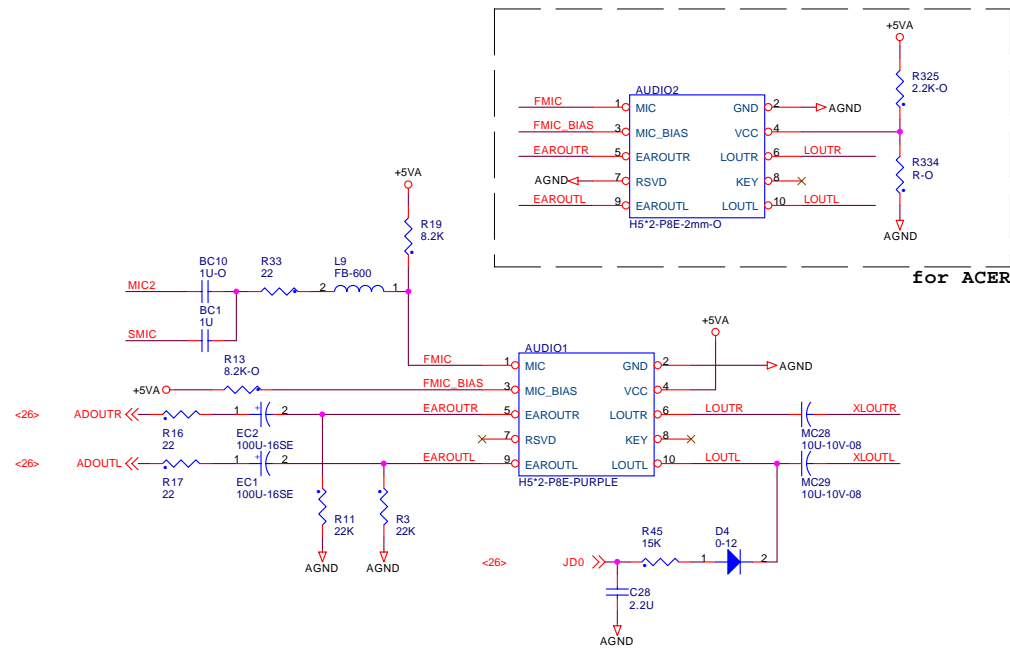 +5VA
R325
2.2K-O
AUDIO2
FMIC 1 MIC GND 2 AGND
FMIC_BIAS 3 MIC_BIAS VCC 4
EAROUTR 5 EAROUTR LOUTR 6 LOUTR
R334
R-O
AGND 7 RSVD KEY 8
EAROUTL 9 EAROUTL LOUTL 10 LOUTL
H5*2-P8E-2mm-O
AGND
for ACER
+5VA
R19
8.2K
BC10
1U-O
R33
22
L9
FB-600
MIC2
2 1
BC1
1U
SMIC
+5VA
AUDIO1
FMIC 1 MIC GND 2 AGND
R13
8.2K-O
+5VA FMIC_BIAS 3 MIC_BIAS VCC 4
<26> ADOUTR 1 + 2 EAROUTR 5 EAROUTR LOUTR 6 LOUTR XLOUTR
R16
22
EC2
100U-16SE
7 RSVD KEY 8
MC28
10U-10V-08
<26> ADOUTL 1 + 2 EAROUTL 9 EAROUTL LOUTL 10 LOUTL XLOUTL
R17
22
EC1
100U-16SE
H5*2-P8E-PURPLE
MC29
10U-10V-08
R11
22K
R3
22K
AGND
AGND
R45
15K
D4
0-12
<26> JD0 1 2
C28
2.2U
AGND